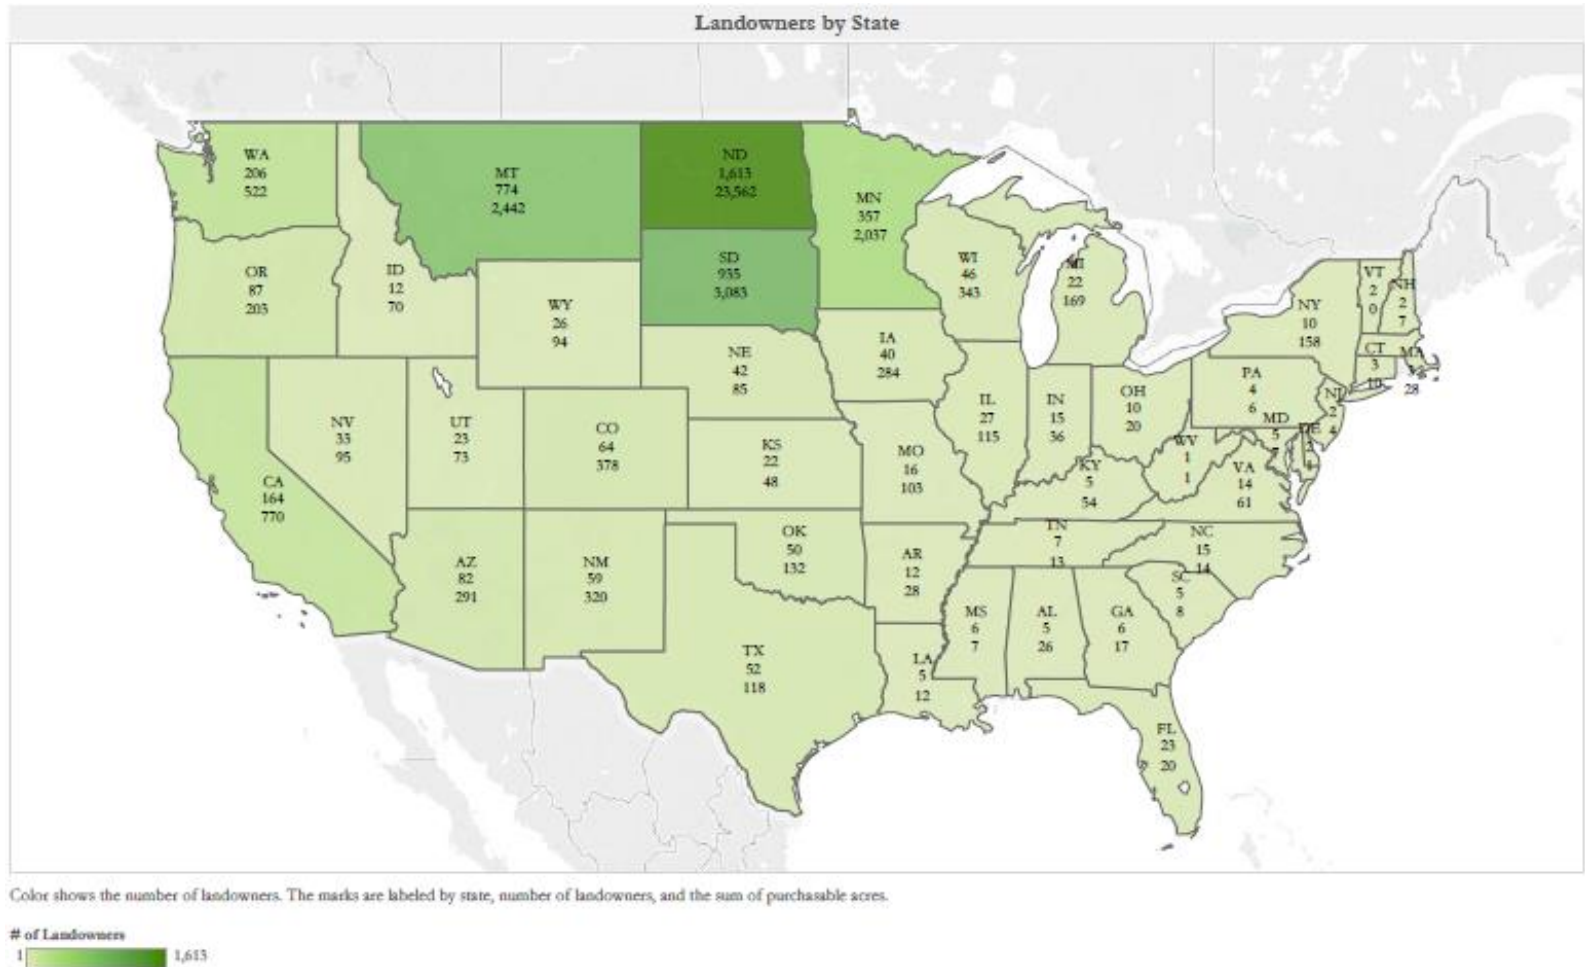 Landowners by State
WA
206
522
MT
774
2,442
ND
1,613
23,562
MN
357
2,037
OR
87
203
ID
12
70
WY
26
94
SD
935
3,083
WI
46
343
MI
22
169
NY
10
158
VT
2
0
NH
2
7
NE
42
85
IA
40
284
CT
3
10
MA
28
PA
4
6
NJ
2
4
NV
33
95
UT
23
73
CO
64
378
KS
22
48
MO
16
103
IL
27
115
IN
15
36
OH
10
20
MD
5
DE
WV
1
1
VA
14
61
KY
5
54
CA
164
770
AZ
82
291
NM
59
320
OK
50
132
AR
12
28
TN
7
13
NC
15
14
SC
5
8
TX
52
118
LA
5
12
MS
6
7
AL
5
26
GA
6
17
FL
23
20
Color shows the number of landowners. The marks are labeled by state, number of landowners, and the sum of purchasable acres.
# of Landowners
1 1,613